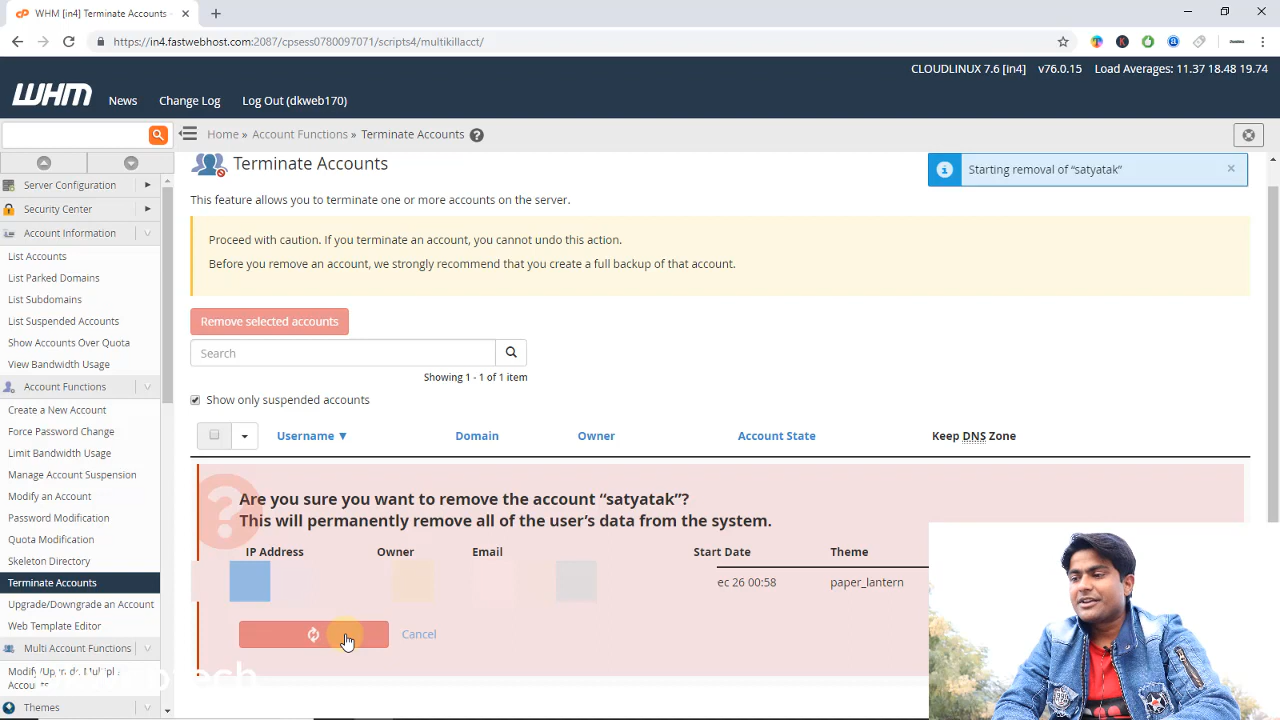 WHM [in4] Terminate Accounts -
https://in4.fastwebhost.com:2087/cpsess0780097071/scripts4/multikillacct/
CLOUDLINUX 7.6 [in4] v76.0.15 Load Averages: 11.37 18.48 19.74
WHM News Change Log Log Out (dkweb170)
Home » Account Functions » Terminate Accounts
Terminate Accounts
Starting removal of “satyatak” ×
This feature allows you to terminate one or more accounts on the server.
Proceed with caution. If you terminate an account, you cannot undo this action.
Before you remove an account, we strongly recommend that you create a full backup of that account.
Remove selected accounts
Search
Showing 1 - 1 of 1 item
Show only suspended accounts
Username ▼ Domain Owner Account State Keep DNS Zone
Are you sure you want to remove the account “satyatak”?
This will permanently remove all of the user’s data from the system.
IP Address Owner Email Start Date Theme
ec 26 00:58 paper_lantern
Cancel
Server Configuration
Security Center
Account Information
List Accounts
List Parked Domains
List Subdomains
List Suspended Accounts
Show Accounts Over Quota
View Bandwidth Usage
Account Functions
Create a New Account
Force Password Change
Limit Bandwidth Usage
Manage Account Suspension
Modify an Account
Password Modification
Quota Modification
Skeleton Directory
Terminate Accounts
Upgrade/Downgrade an Account
Web Template Editor
Multi Account Functions
Modify/Upgrade Multiple
Accounts
Themes